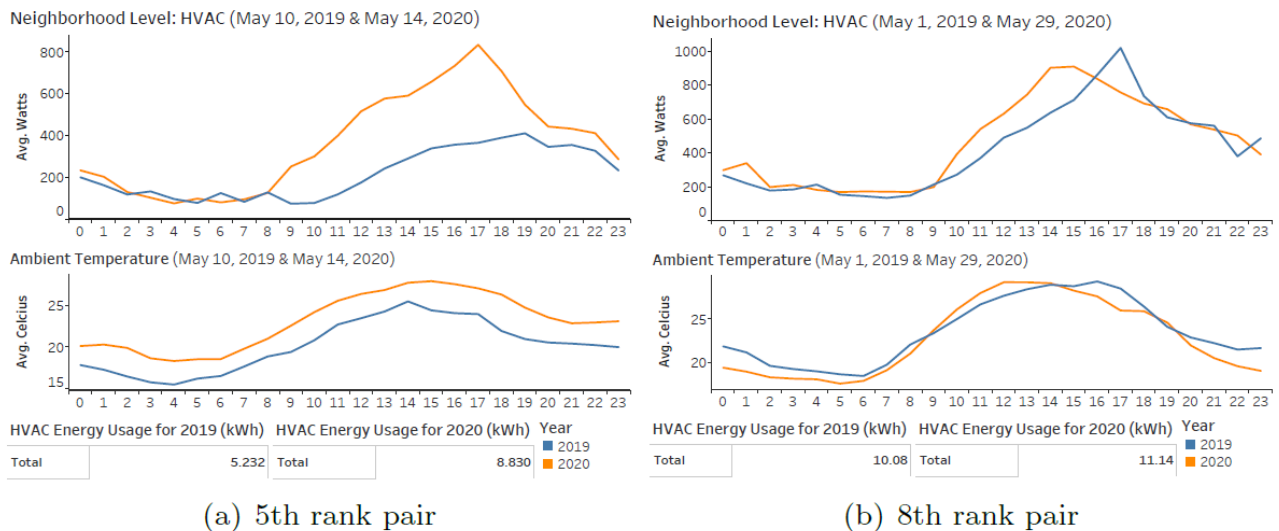 Neighborhood Level: HVAC (May 10, 2019 & May 14, 2020)
Avg. Watts
800
600
400
200
0
0 1 2 3 4 5 6 7 8 9 10 11 12 13 14 15 16 17 18 19 20 21 22 23
Ambient Temperature (May 10, 2019 & May 14, 2020)
Avg. Celcius
25
20
15
0 1 2 3 4 5 6 7 8 9 10 11 12 13 14 15 16 17 18 19 20 21 22 23
HVAC Energy Usage for 2019 (kWh) HVAC Energy Usage for 2020 (kWh) Year
Total 5.232 Total 8.830 2019
2020
(a) 5th rank pair
Neighborhood Level: HVAC (May 1, 2019 & May 29, 2020)
Avg. Watts
1000
800
600
400
200
0
0 1 2 3 4 5 6 7 8 9 10 11 12 13 14 15 16 17 18 19 20 21 22 23
Ambient Temperature (May 1, 2019 & May 29, 2020)
Avg. Celcius
25
20
0 1 2 3 4 5 6 7 8 9 10 11 12 13 14 15 16 17 18 19 20 21 22 23
HVAC Energy Usage for 2019 (kWh) HVAC Energy Usage for 2020 (kWh) Year
Total 10.08 Total 11.14 2019
2020
(b) 8th rank pair